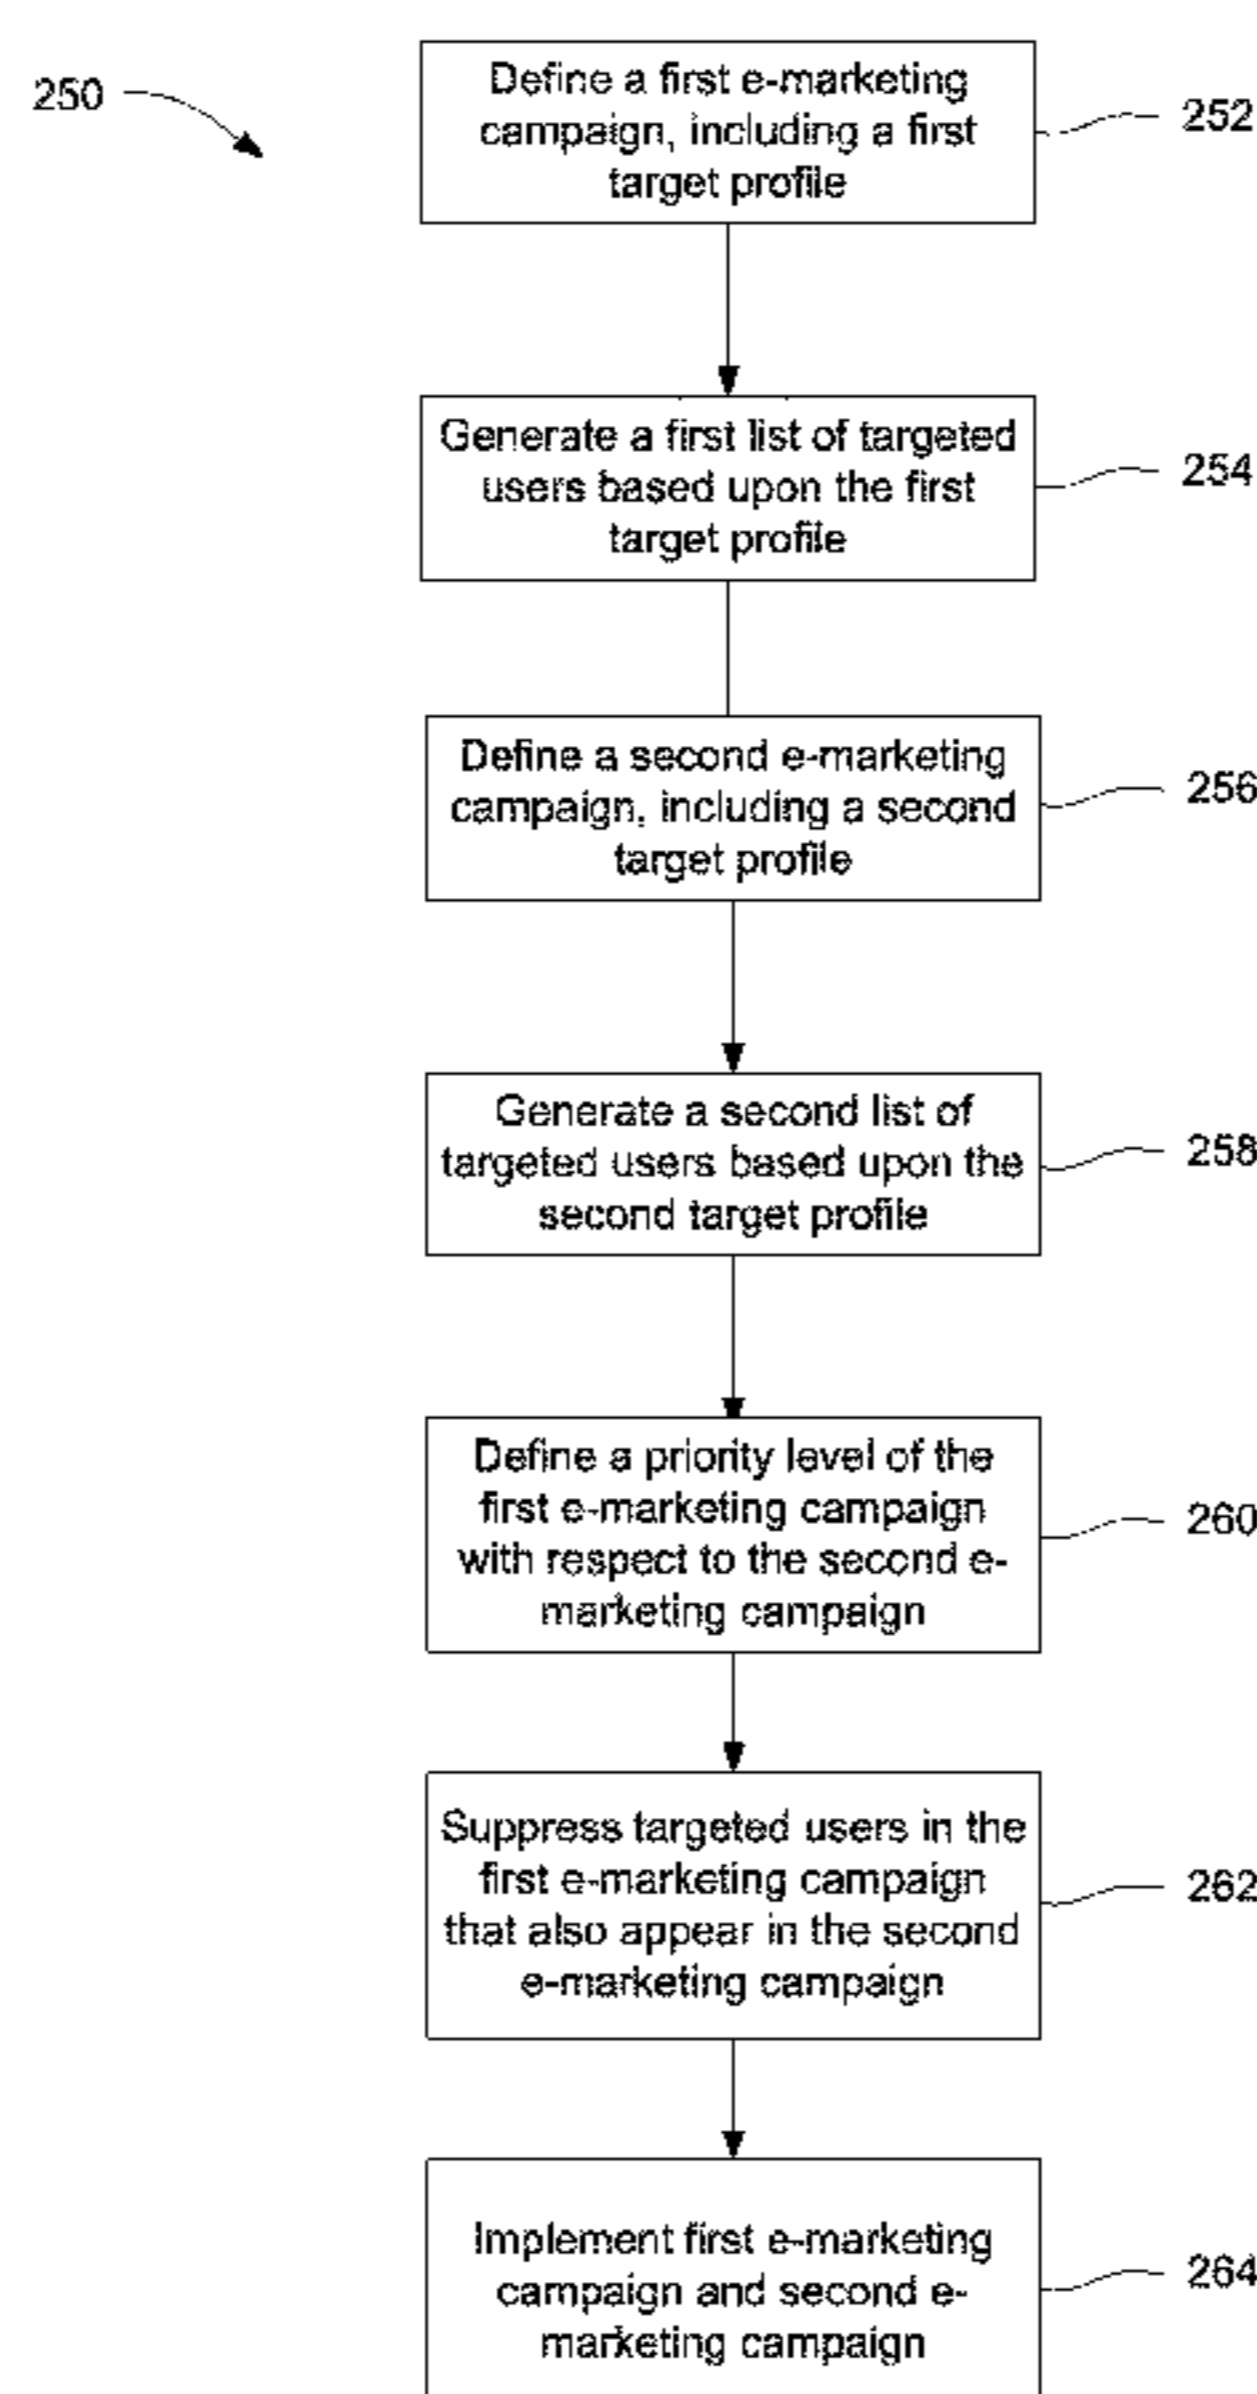 250
Define a first e-marketing
campaign, including a first
target profile
252
Generate a first list of targeted
users based upon the first
target profile
254
Define a second e-marketing
campaign, including a second
target profile
256
Generate a second list of
targeted users based upon the
second target profile
258
Define a priority level of the
first e-marketing campaign
with respect to the second e-
marketing campaign
260
Suppress targeted users in the
first e-marketing campaign
that also appear in the second
e-marketing campaign
262
Implement first e-marketing
campaign and second e-
marketing campaign
264